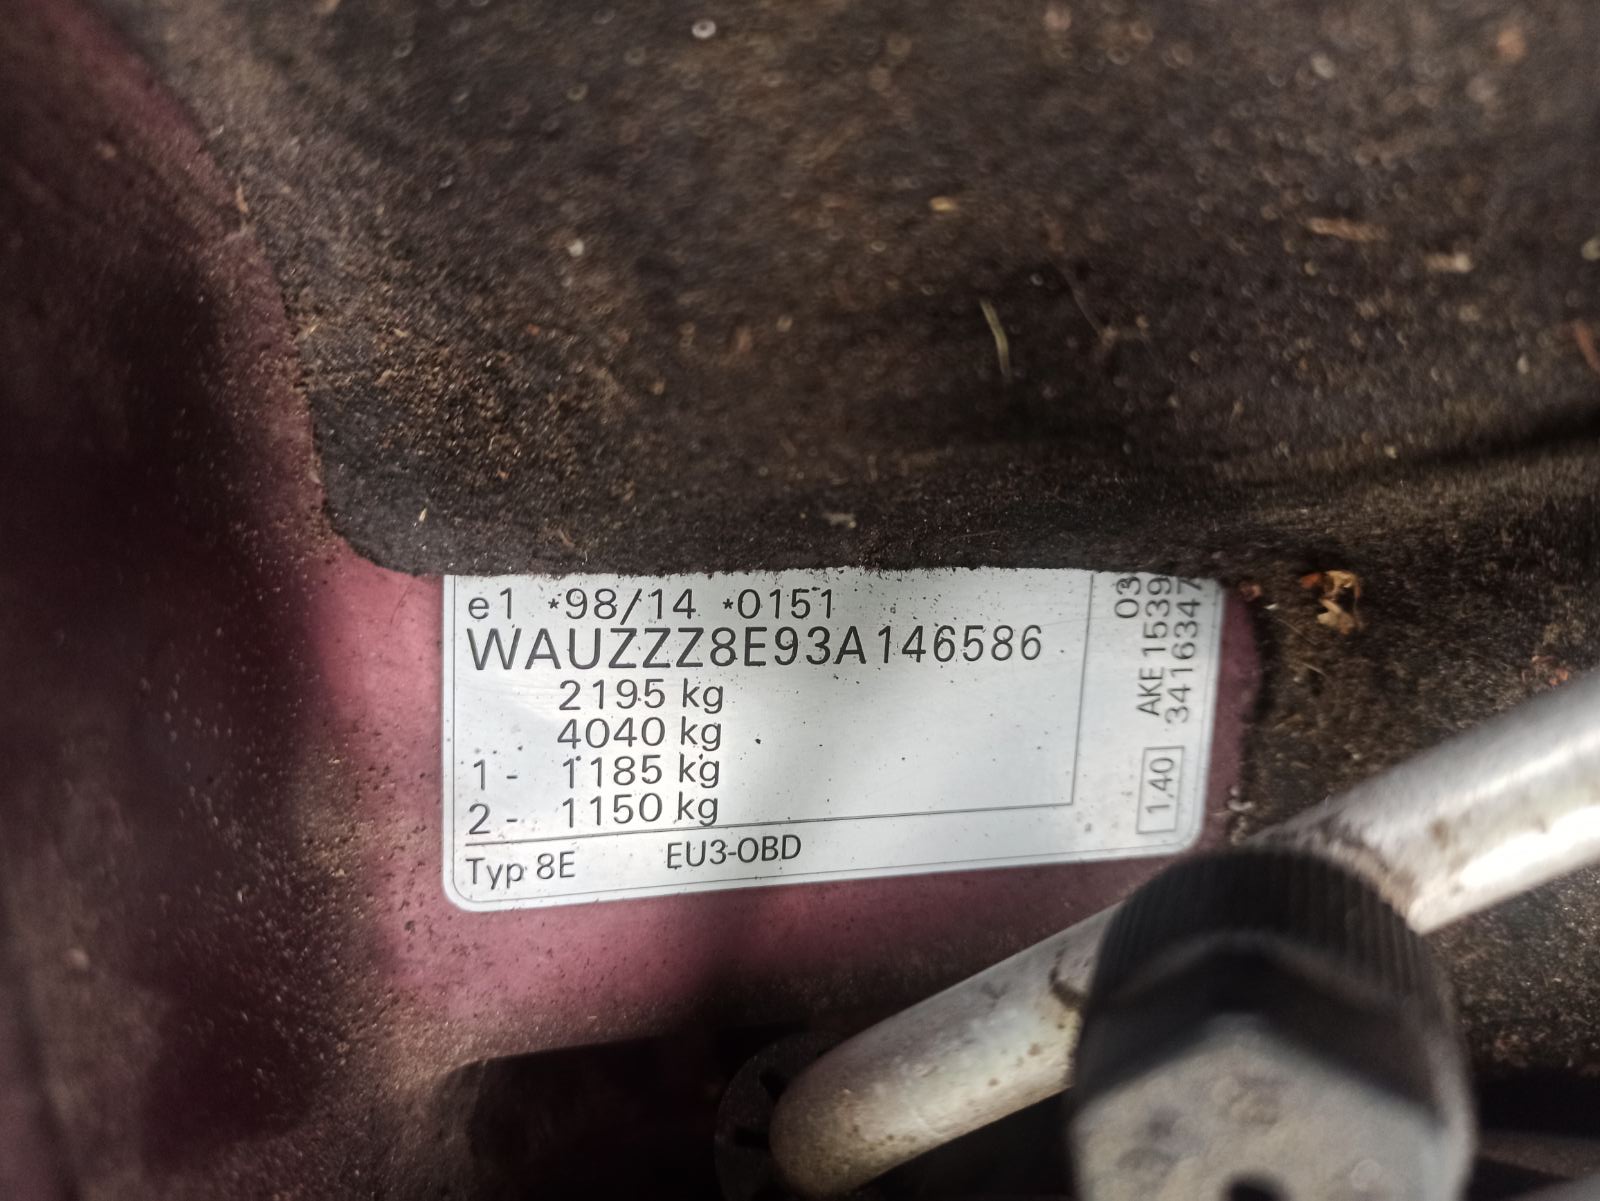 e1 *98/14 *0151
WAUZZZ8E93A146586
2195 kg
4040 kg
1 - 1185 kg
2 - 1150 kg
Typ 8E EU3-OBD
03
AKE 1539
34163347
1,40